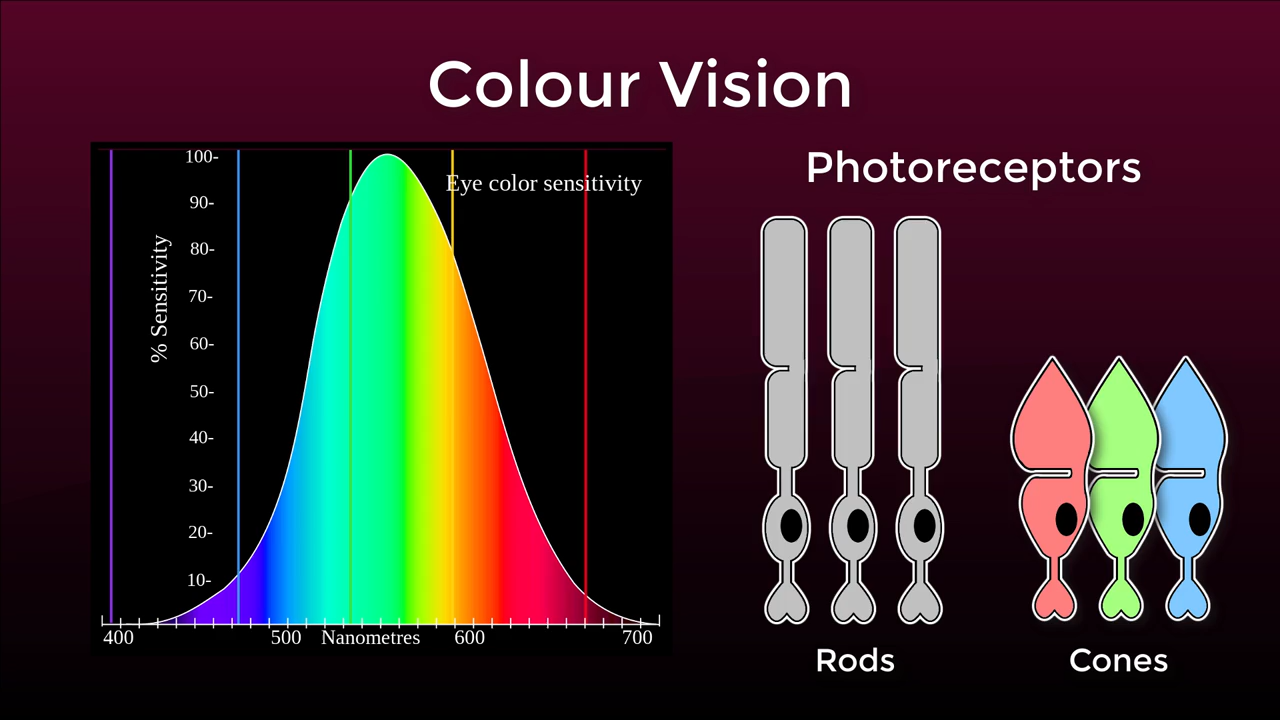 Colour Vision
Eye color sensitivity
% Sensitivity
100-
90-
80-
70-
60-
50-
40-
30-
20-
10-
400 500 Nanometres 600 700
Photoreceptors
Rods
Cones